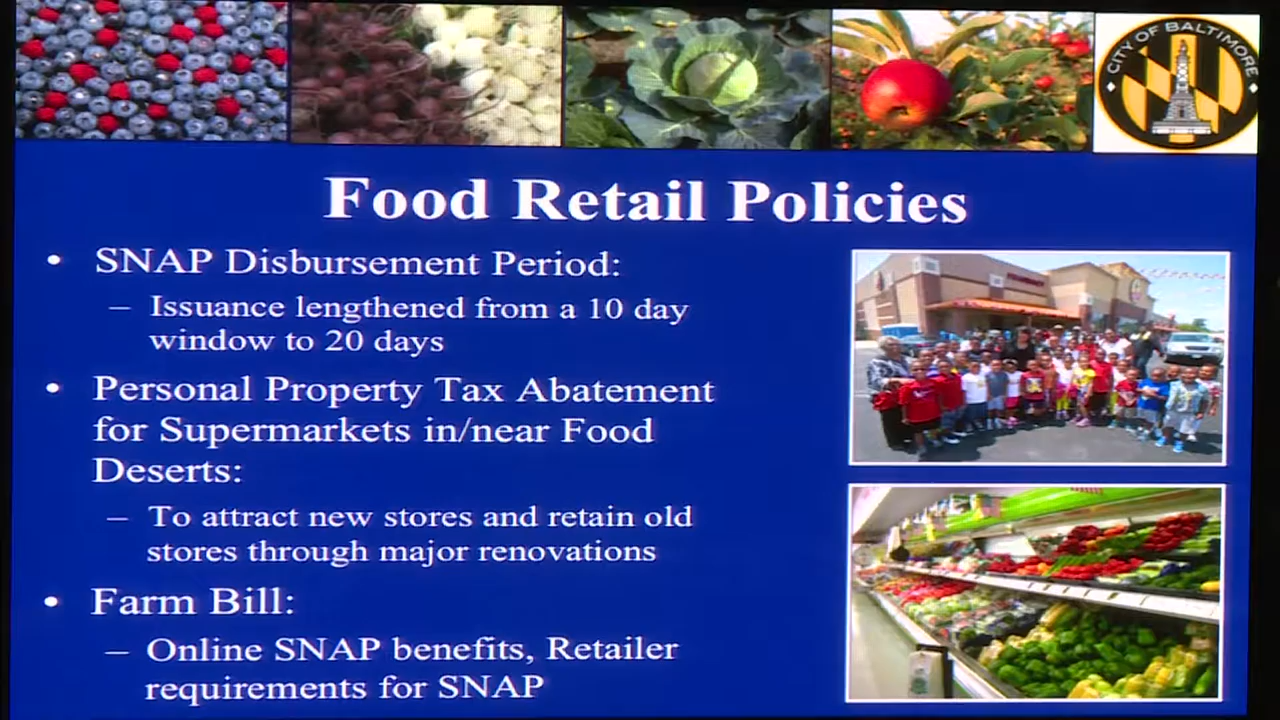 CITY OF BALTIMORE
Food Retail Policies
• SNAP Disbursement Period:
– Issuance lengthened from a 10 day
window to 20 days
• Personal Property Tax Abatement
for Supermarkets in/near Food
Deserts:
– To attract new stores and retain old
stores through major renovations
• Farm Bill:
– Online SNAP benefits, Retailer
requirements for SNAP